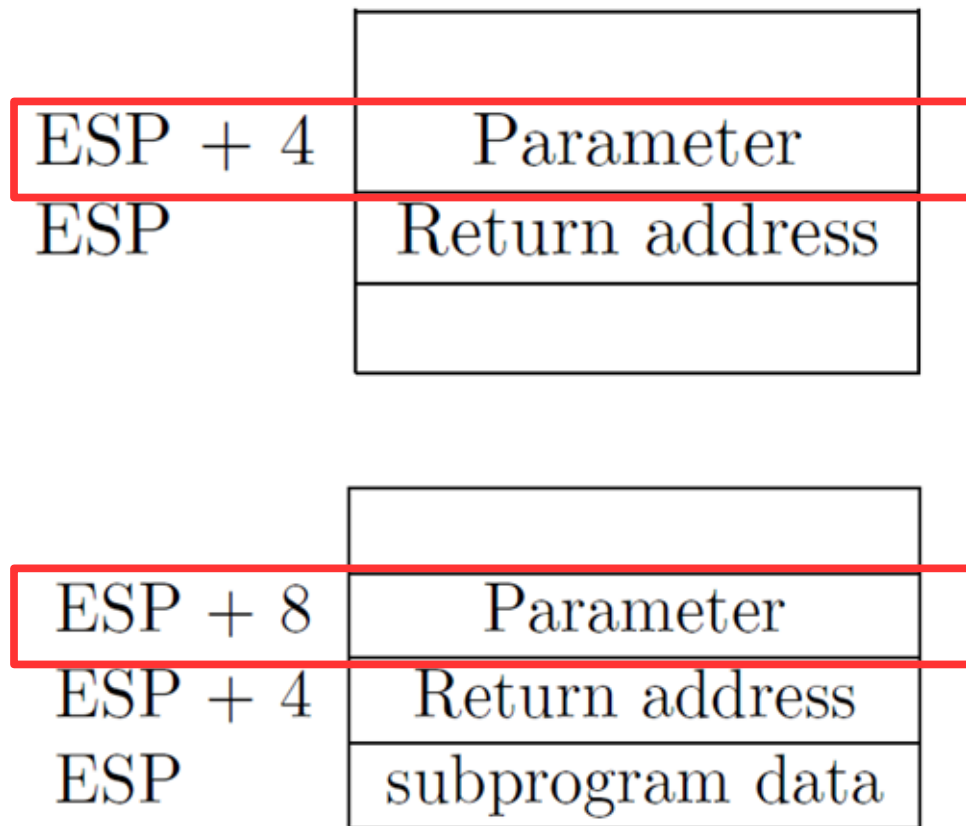 ESP + 4 Parameter
ESP Return address
ESP + 8 Parameter
ESP + 4 Return address
ESP subprogram data